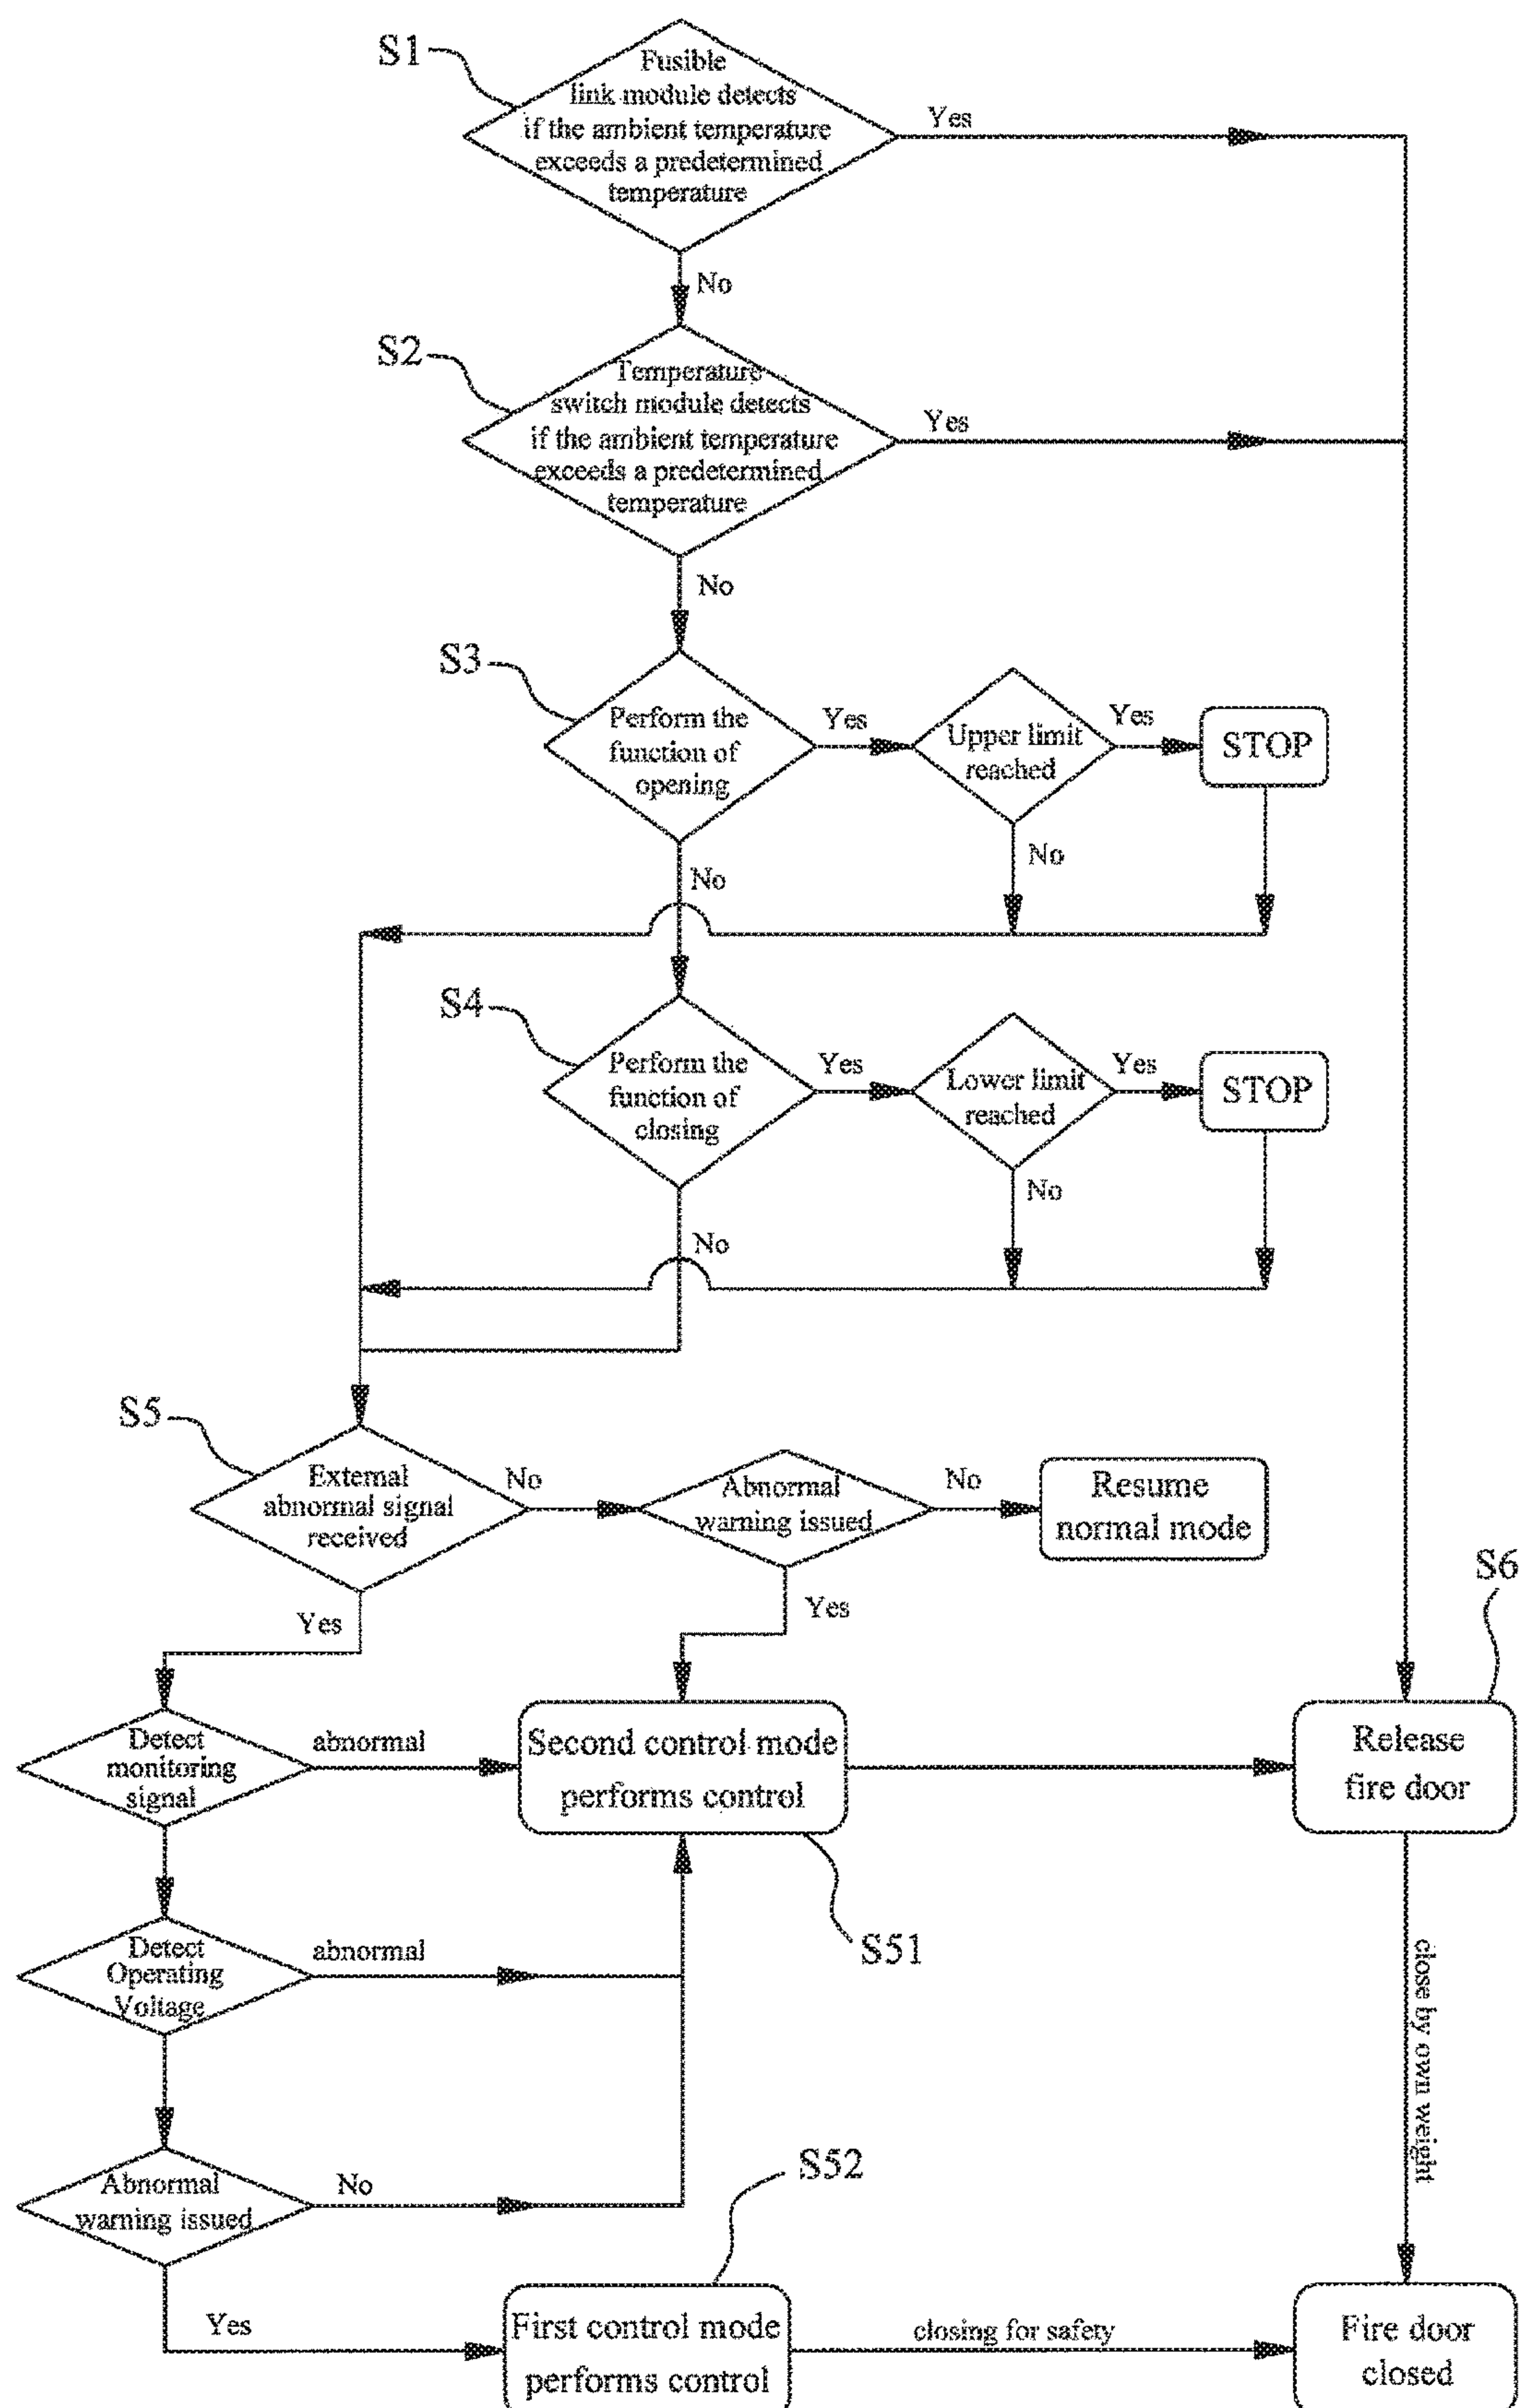 S1
Fusible
link module detects
if the ambient temperature
exceeds a predetermined
temperature
Yes
No
S2
Temperature
switch module detects
if the ambient temperature
exceeds a predetermined
temperature
Yes
No
S3
Perform the
function of
opening
Yes
Upper limit
reached
Yes
STOP
No
No
S4
Perform the
function of
closing
Yes
Lower limit
reached
Yes
STOP
No
No
S5
External
abnormal signal
received
No
Abnormal
warning issued
No
Resume
normal mode
Yes
Yes
S6
Detect
monitoring
signal
abnormal
Second control mode
performs control
Release
fire door
S51
Detect
Operating
Voltage
abnormal
close by own weight
Abnormal
warning issued
No
S52
Yes
First control mode
performs control
closing for safety
Fire door
closed